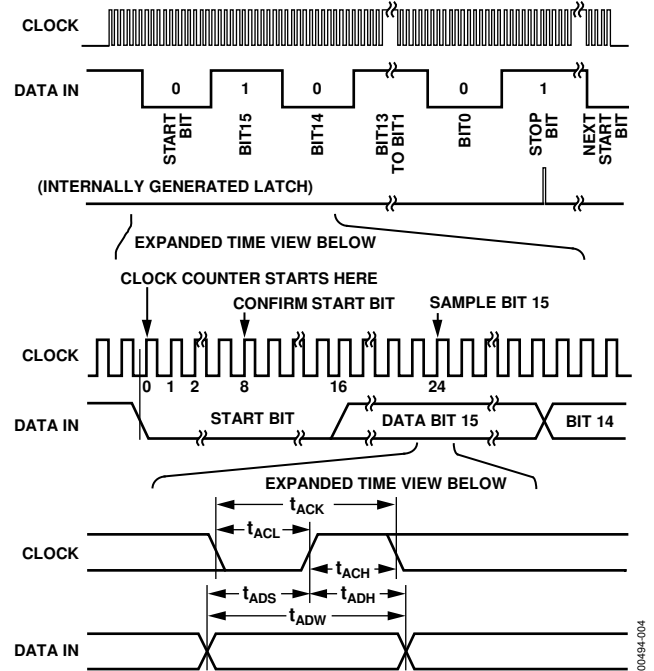 CLOCK
DATA IN
0 1 0 0 1
START BIT
BIT15
BIT14
BIT13 TO BIT1
BIT0
STOP BIT
NEXT START BIT
(INTERNALLY GENERATED LATCH)
EXPANDED TIME VIEW BELOW
CLOCK COUNTER STARTS HERE
CONFIRM START BIT
SAMPLE BIT 15
CLOCK
0 1 2 8 16 24
DATA IN
START BIT
DATA BIT 15
BIT 14
EXPANDED TIME VIEW BELOW
tACK
tACL
CLOCK
tACH
tADS
tADH
tADW
DATA IN
00494-004